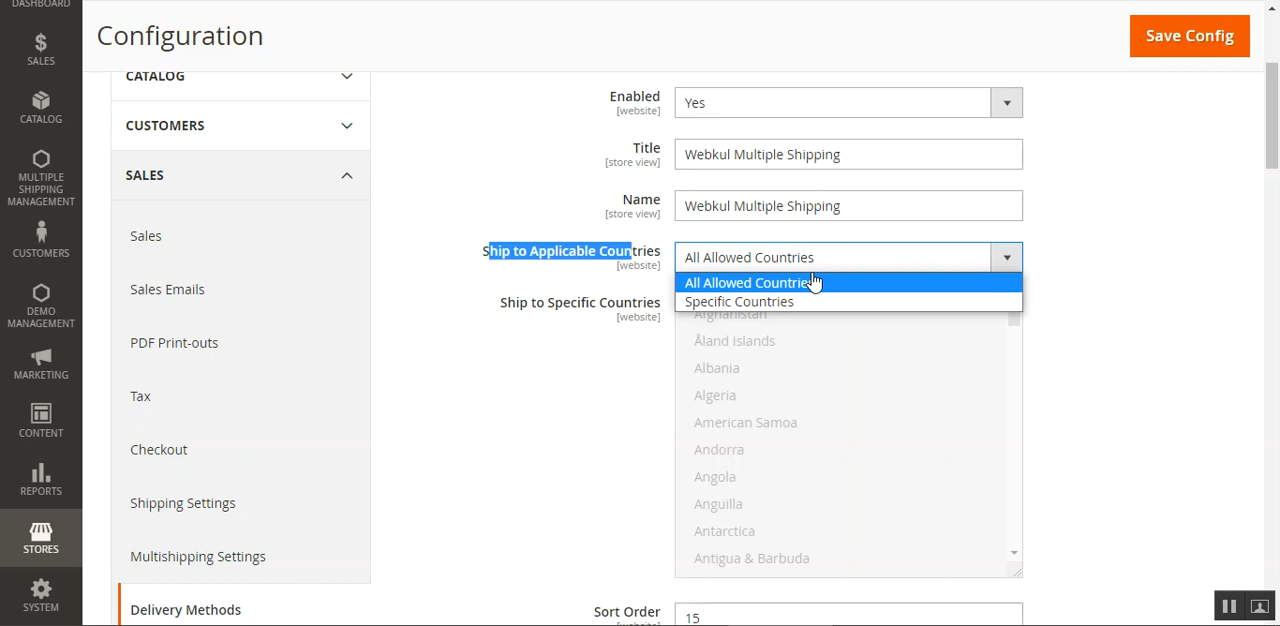 DASHBOARD
SALES
CATALOG
MULTIPLE
SHIPPING
MANAGEMENT
CUSTOMERS
DEMO
MANAGEMENT
MARKETING
CONTENT
REPORTS
STORES
SYSTEM
Configuration
Save Config
CATALOG
CUSTOMERS
SALES
Sales
Sales Emails
PDF Print-outs
Tax
Checkout
Shipping Settings
Multishipping Settings
Delivery Methods
Enabled
[website]
Yes
Title
[store view]
Webkul Multiple Shipping
Name
[store view]
Webkul Multiple Shipping
Ship to Applicable Countries
[website]
All Allowed Countries
All Allowed Countries
Specific Countries
Ship to Specific Countries
[website]
Afghanistan
Åland Islands
Albania
Algeria
American Samoa
Andorra
Angola
Anguilla
Antarctica
Antigua & Barbuda
Sort Order
[website]
15